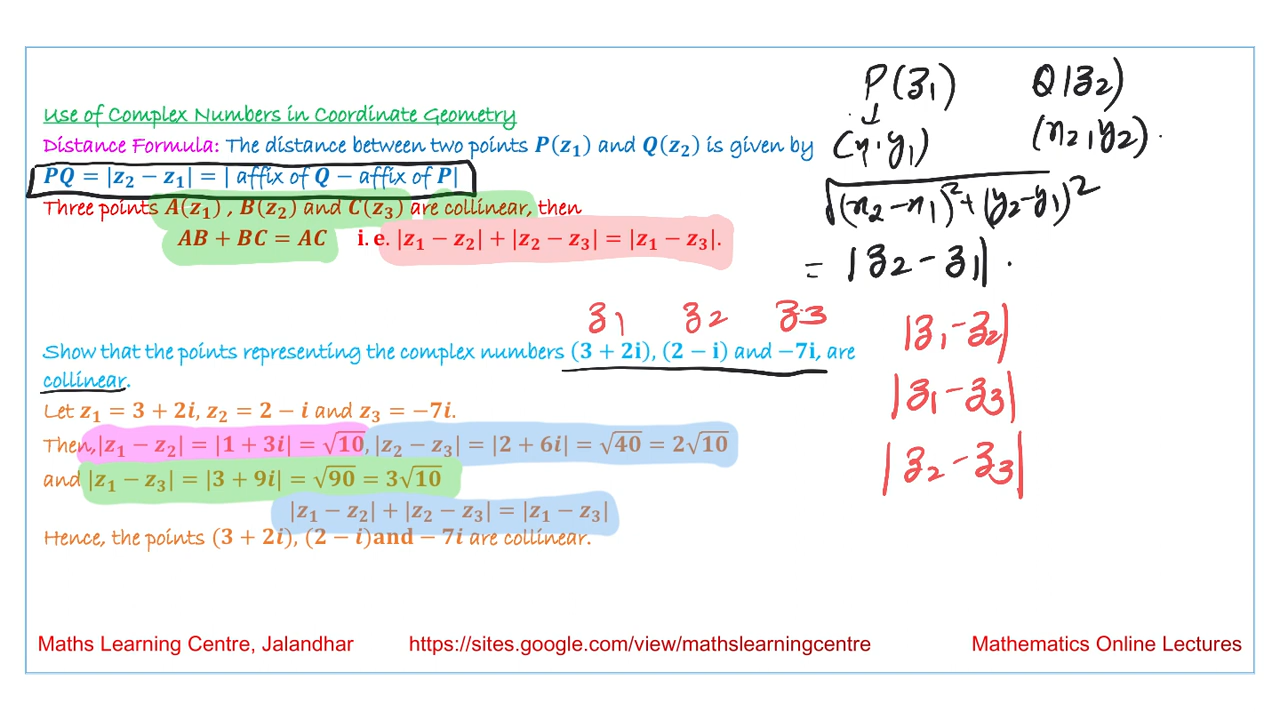 Use of Complex Numbers in Coordinate Geometry
Distance Formula: The distance between two points P(z₁) and Q(z₂) is given by
PQ = |z₂ − z₁| = | affix of Q − affix of P|
Three points A(z₁) , B(z₂) and C(z₃) are collinear, then
AB + BC = AC i. e. |z₁ − z₂| + |z₂ − z₃| = |z₁ − z₃|.
P(z₁) Q(z₂)
(x₁, y₁) (x₂, y₂)
√(x₂ − x₁)² + (y₂ − y₁)²
= |z₂ − z₁| .
z₁ z₂ z₃
Show that the points representing the complex numbers (3 + 2i), (2 − i) and −7i, are
collinear.
Let z₁ = 3 + 2i, z₂ = 2 − i and z₃ = −7i.
Then, |z₁ − z₂| = |1 + 3i| = √10, |z₂ − z₃| = |2 + 6i| = √40 = 2√10
and |z₁ − z₃| = |3 + 9i| = √90 = 3√10
|z₁ − z₂| + |z₂ − z₃| = |z₁ − z₃|
Hence, the points (3 + 2i), (2 − i)and − 7i are collinear.
|z₁ − z₂|
|z₁ − z₃|
|z₂ − z₃|
Maths Learning Centre, Jalandhar https://sites.google.com/view/mathslearningcentre Mathematics Online Lectures